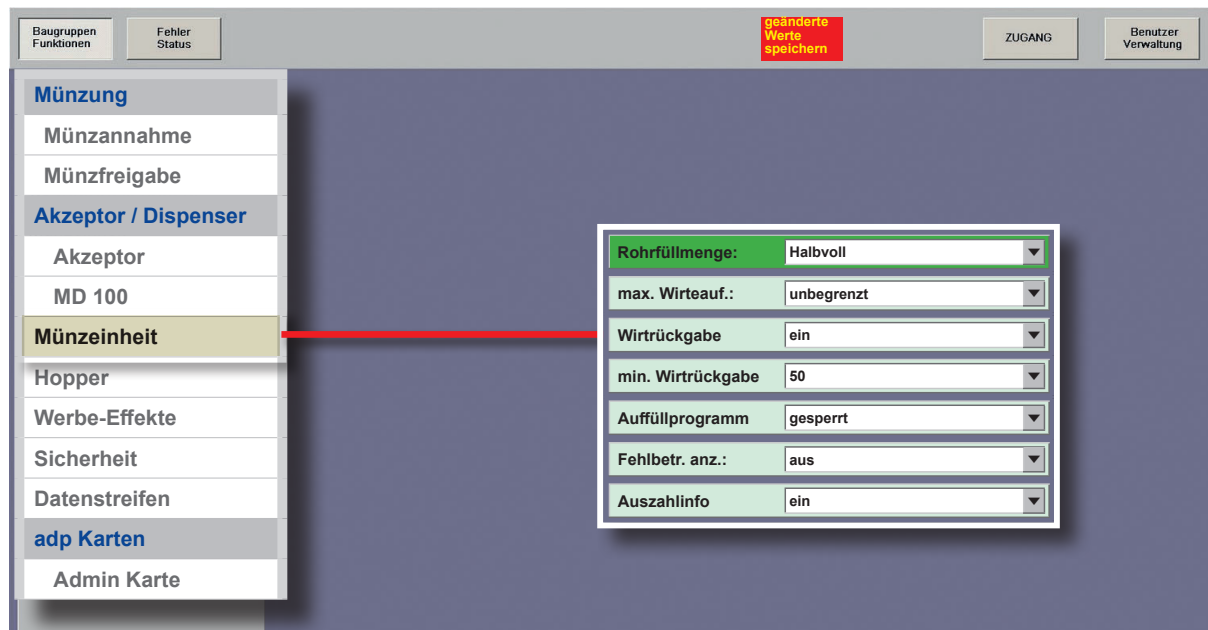 Baugruppen
Funktionen
Fehler
Status
geänderte
Werte
speichern
ZUGANG
Benutzer
Verwaltung
Münzung
Münzannahme
Münzfreigabe
Akzeptor / Dispenser
Akzeptor
MD 100
Münzeinheit
Hopper
Werbe-Effekte
Sicherheit
Datenstreifen
adp Karten
Admin Karte
Rohrfüllmenge: Halbvoll
max. Wirteauf.: unbegrenzt
Wirtrückgabe ein
min. Wirtrückgabe 50
Auffüllprogramm gesperrt
Fehlbetr. anz.: aus
Auszahlinfo ein